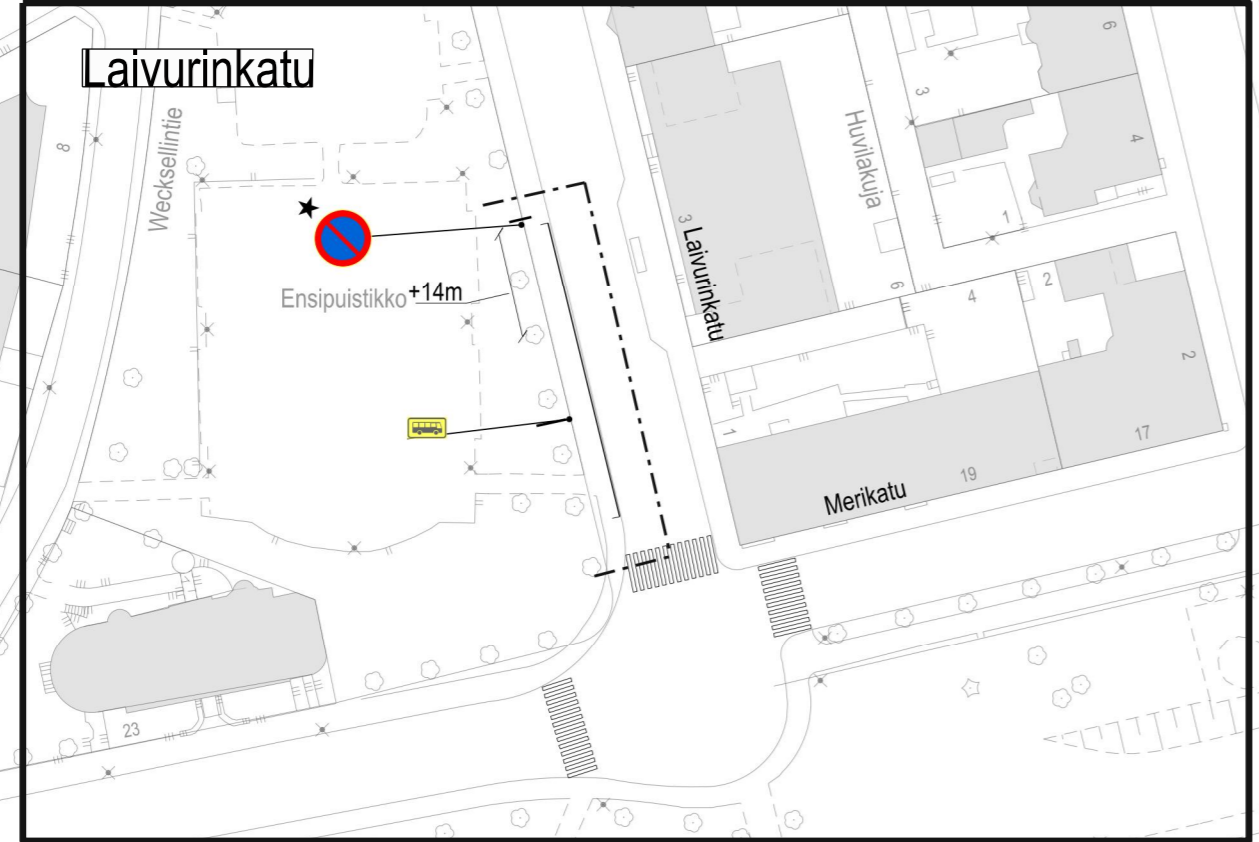 Laivurinkatu
Wecksellintie
8
Huvilakuja
3
6
4
1
3 Laivurinkatu
Ensipuistikko +14m
6
4
2
2
1
19
17
Merikatu
23